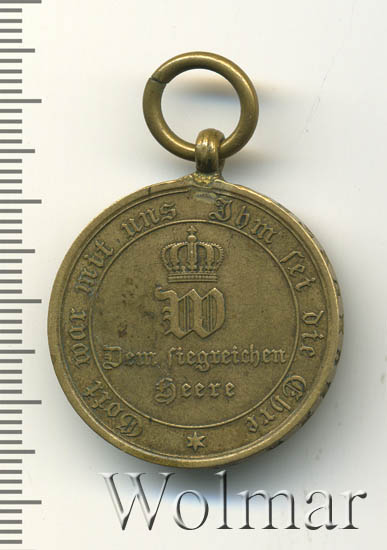 Gott war mit uns Ihm sei die Ehre
W
Dem siegreichen
Heere
Wolmar